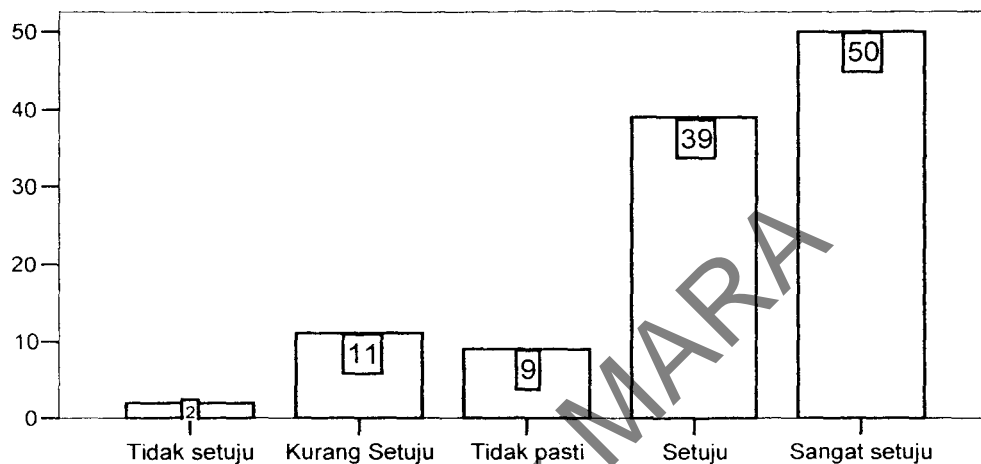 50
40
30
20
10
0
2
11
9
39
50
Tidak setuju
Kurang Setuju
Tidak pasti
Setuju
Sangat setuju
MARA